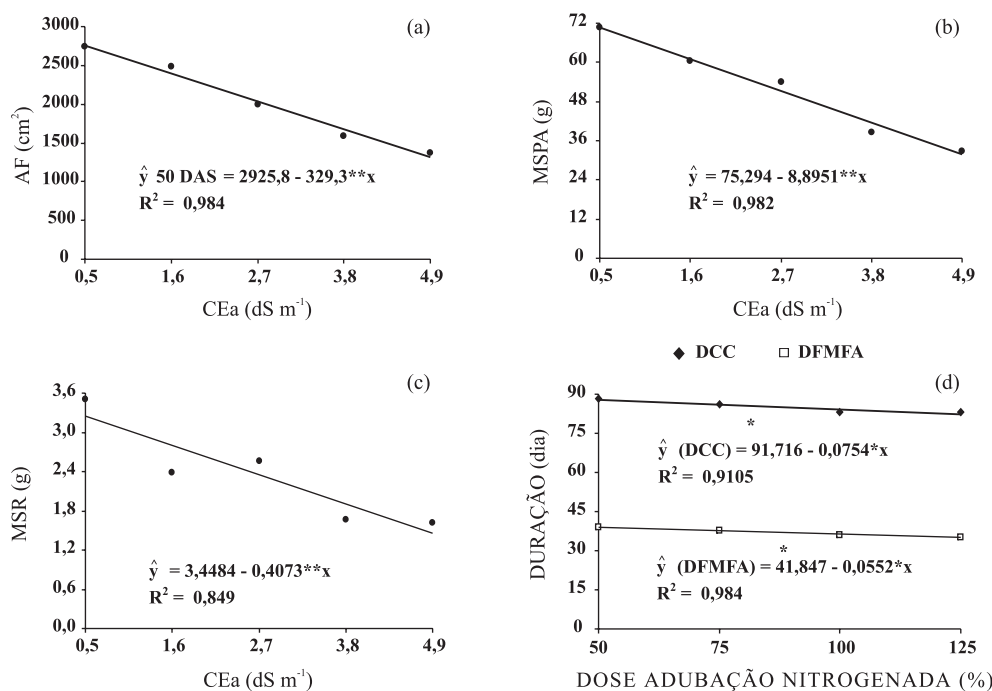 (a)
AF (cm²)
3000
2500
2000
1500
1000
500
0
ŷ 50 DAS = 2925,8 - 329,3**x
R² = 0,984
0,5 1,6 2,7 3,8 4,9
CEa (dS m⁻¹)
(b)
MSPA (g)
72
60
48
36
24
12
0
ŷ = 75,294 - 8,8951**x
R² = 0,982
0,5 1,6 2,7 3,8 4,9
CEa (dS m⁻¹)
(c)
MSR (g)
3,6
3,0
2,4
1,8
1,2
0,6
0,0
ŷ = 3,4484 - 0,4073**x
R² = 0,849
0,5 1,6 2,7 3,8 4,9
CEa (dS m⁻¹)
DCC DFMFA
(d)
DURAÇÃO (dia)
90
75
60
45
30
15
0
*
ŷ (DCC) = 91,716 - 0,0754*x
R² = 0,9105
*
ŷ (DFMFA) = 41,847 - 0,0552*x
R² = 0,984
50 75 100 125
DOSE ADUBAÇÃO NITROGENADA (%)